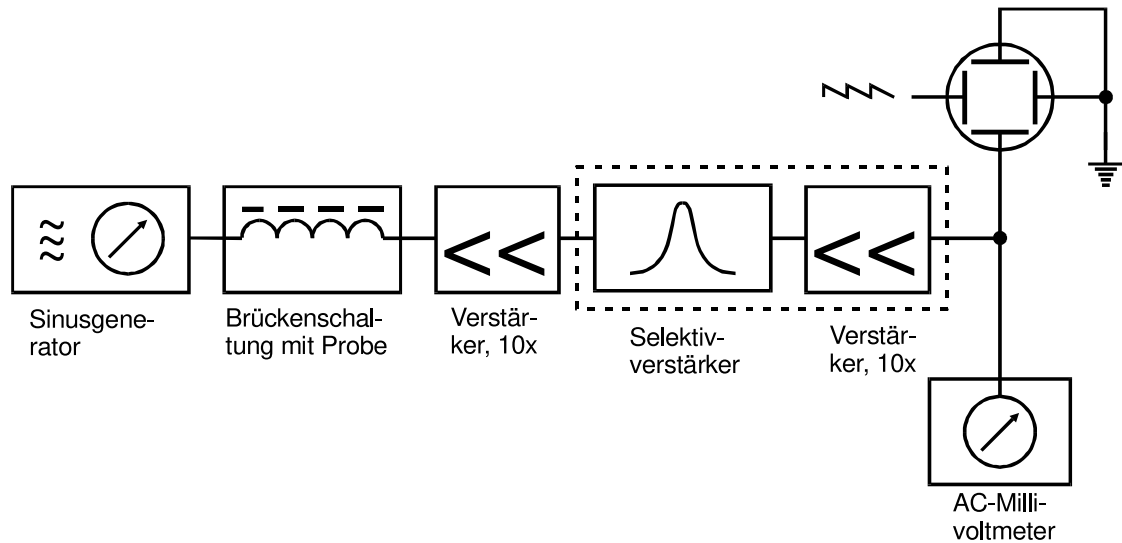 Sinusgene-
rator
Brückenschal-
tung mit Probe
Verstär-
ker, 10x
Selektiv-
verstärker
Verstär-
ker, 10x
AC-Milli-
voltmeter